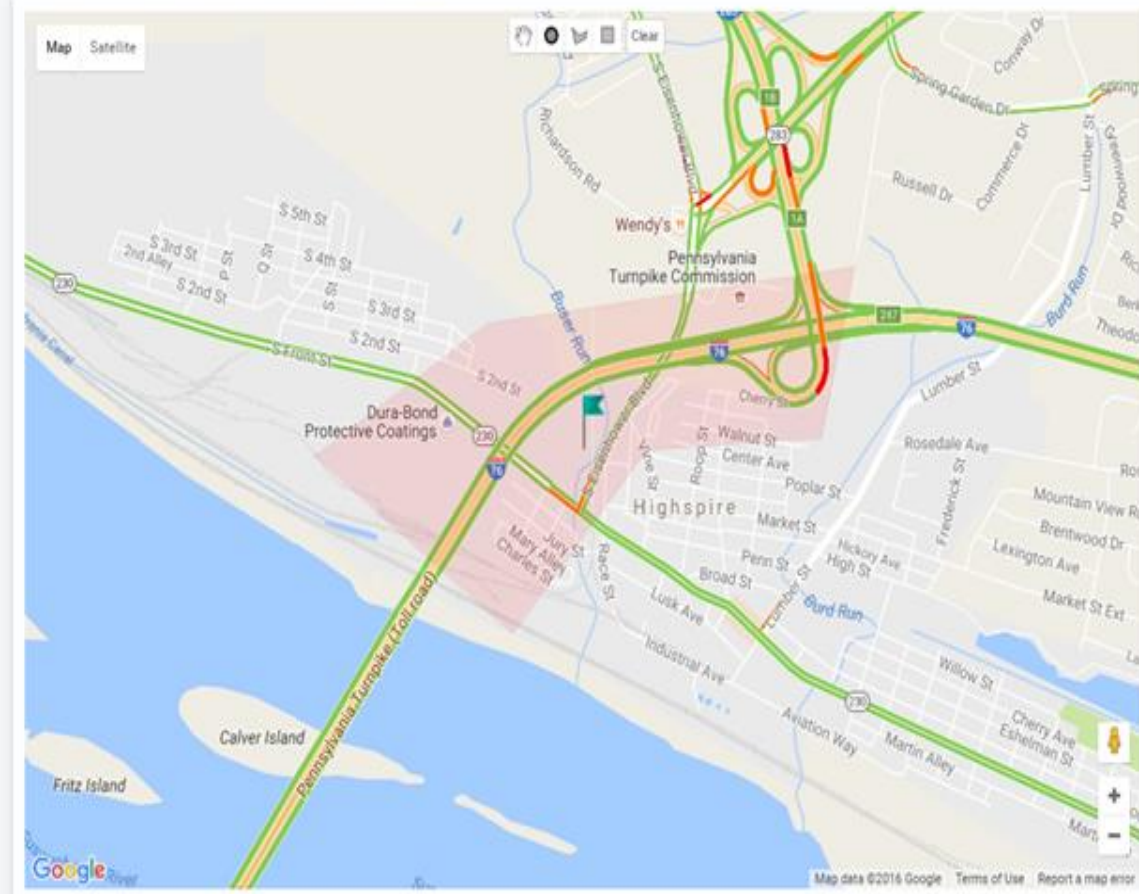 Map Satellite
Clear
Conway Dr
Spring Garden Dr
spring
S Eisenhower Blvd
Richardson Rd
1B
283
Lumber St
Greenwood Dr
Commerce Dr
Russell Dr
Wendy's
1A
Pennsylvania
Turnpike Commission
S 5th St
S 3rd St
2nd Alley
S 4th St
S 2nd St
S 3rd St
S 2nd St
230
S Front St
Butler Run
Burd Run
287
76
76
S 2nd St
Lumber St
Cherry St
S Eisenhower Blvd
Dura-Bond
Protective Coatings
230
76
Vine St
Roop St
Walnut St
Center Ave
Poplar St
Rosedale Ave
Frederick St
Highspire
Market St
Mountain View R
Brentwood Dr
Lexington Ave
Jury St
Mary Alley
Charles St
Race St
Penn St
Hickory Ave
High St
Broad St
Lumber St
Burd Run
Market St Ext
Lusk Ave
Industrial Ave
Willow St
Pennsylvania Turnpike (Toll road)
230
Aviation Way
Martin Alley
Cherry Ave
Eshelman St
Calver Island
Fritz Island
+
−
Google
River
Map data ©2016 Google Terms of Use Report a map error